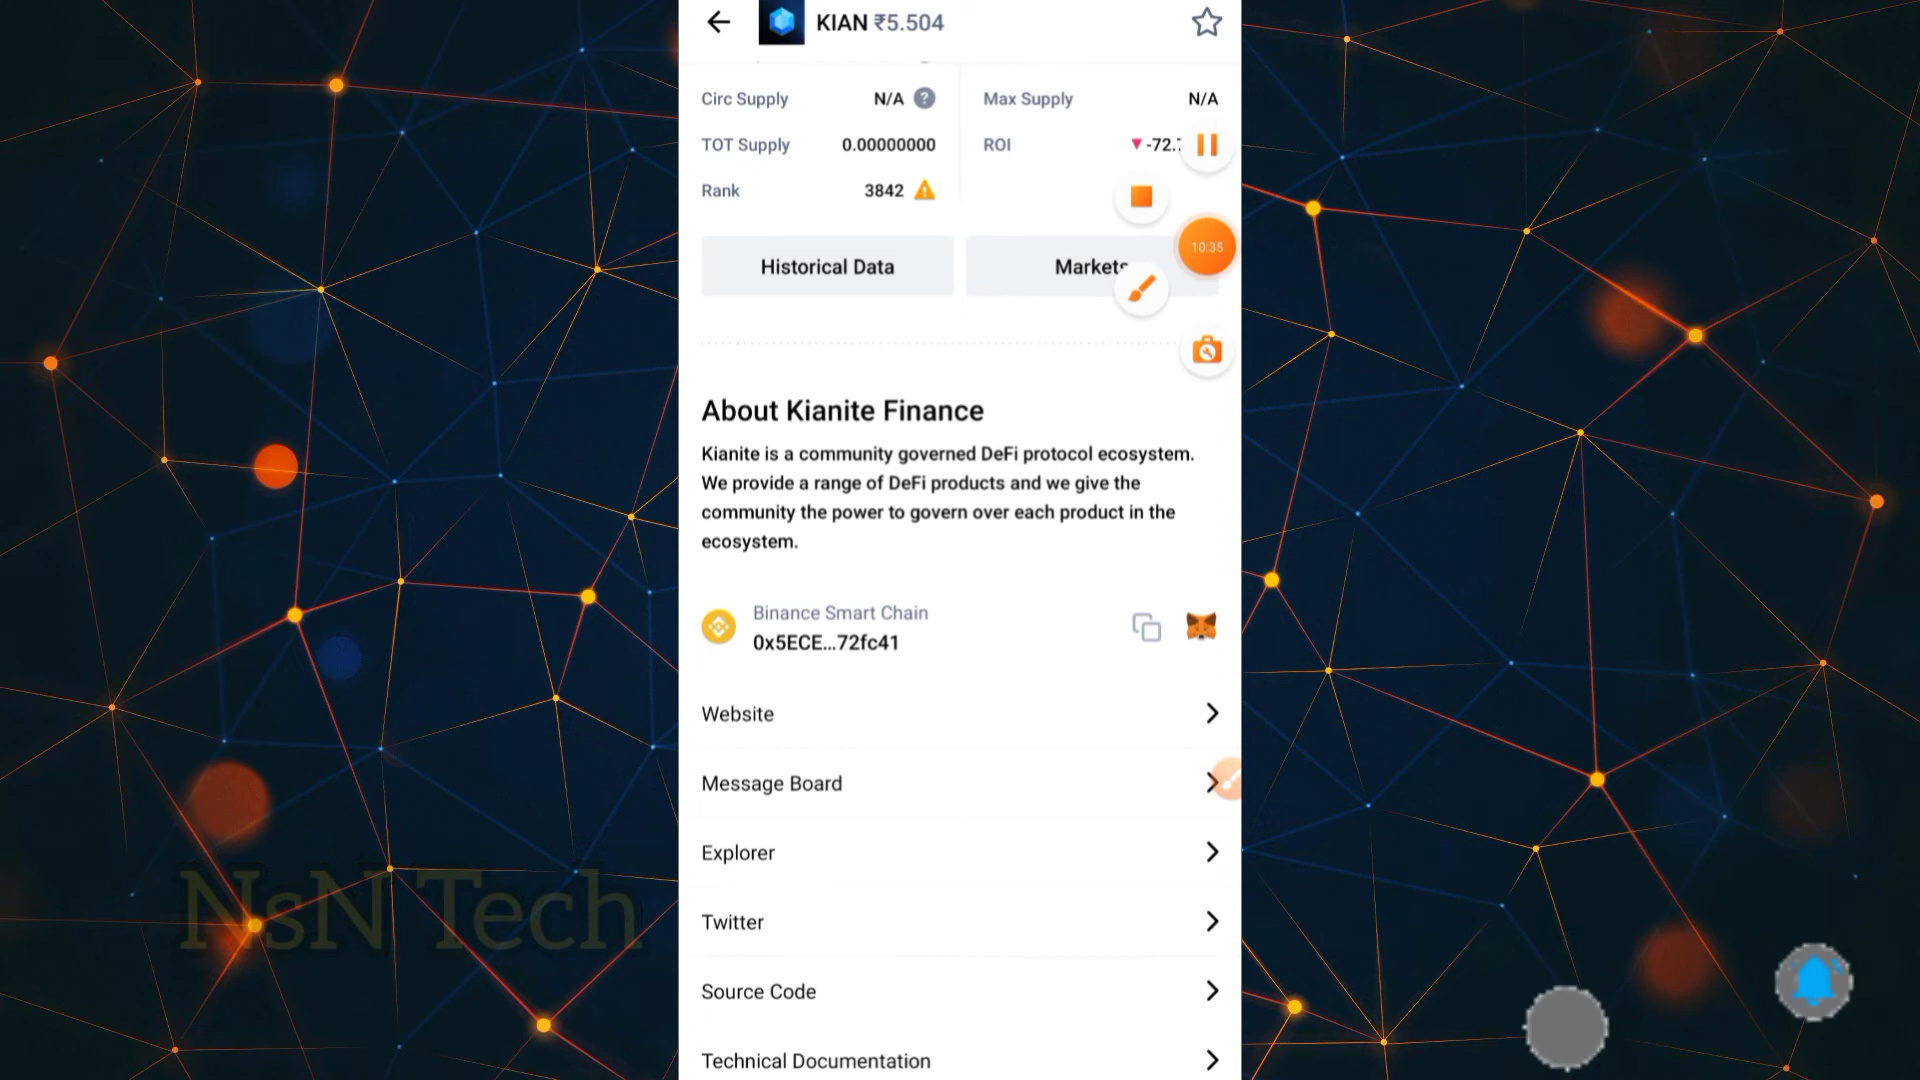 KIAN ₹5.504
Circ Supply N/A ? Max Supply N/A
TOT Supply 0.00000000 ROI ▼-72.
Rank 3842
10:35
Historical Data Markets
About Kianite Finance
Kianite is a community governed DeFi protocol ecosystem.
We provide a range of DeFi products and we give the
community the power to govern over each product in the
ecosystem.
Binance Smart Chain
0x5ECE...72fc41
Website
Message Board
Explorer
Twitter
Source Code
Technical Documentation
NsN Tech